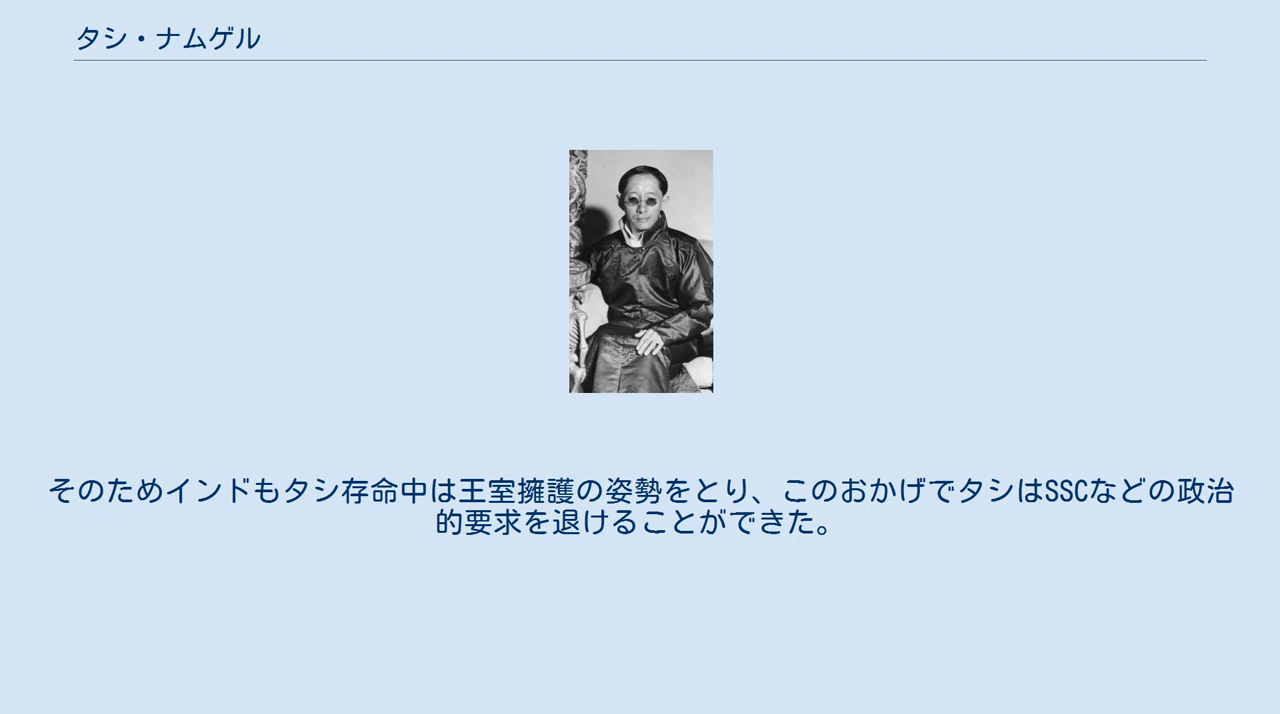 タシ・ナムゲル
そのためインドもタシ存命中は王室擁護の姿勢をとり、このおかげでタシはSSCなどの政治
的要求を退けることができた。